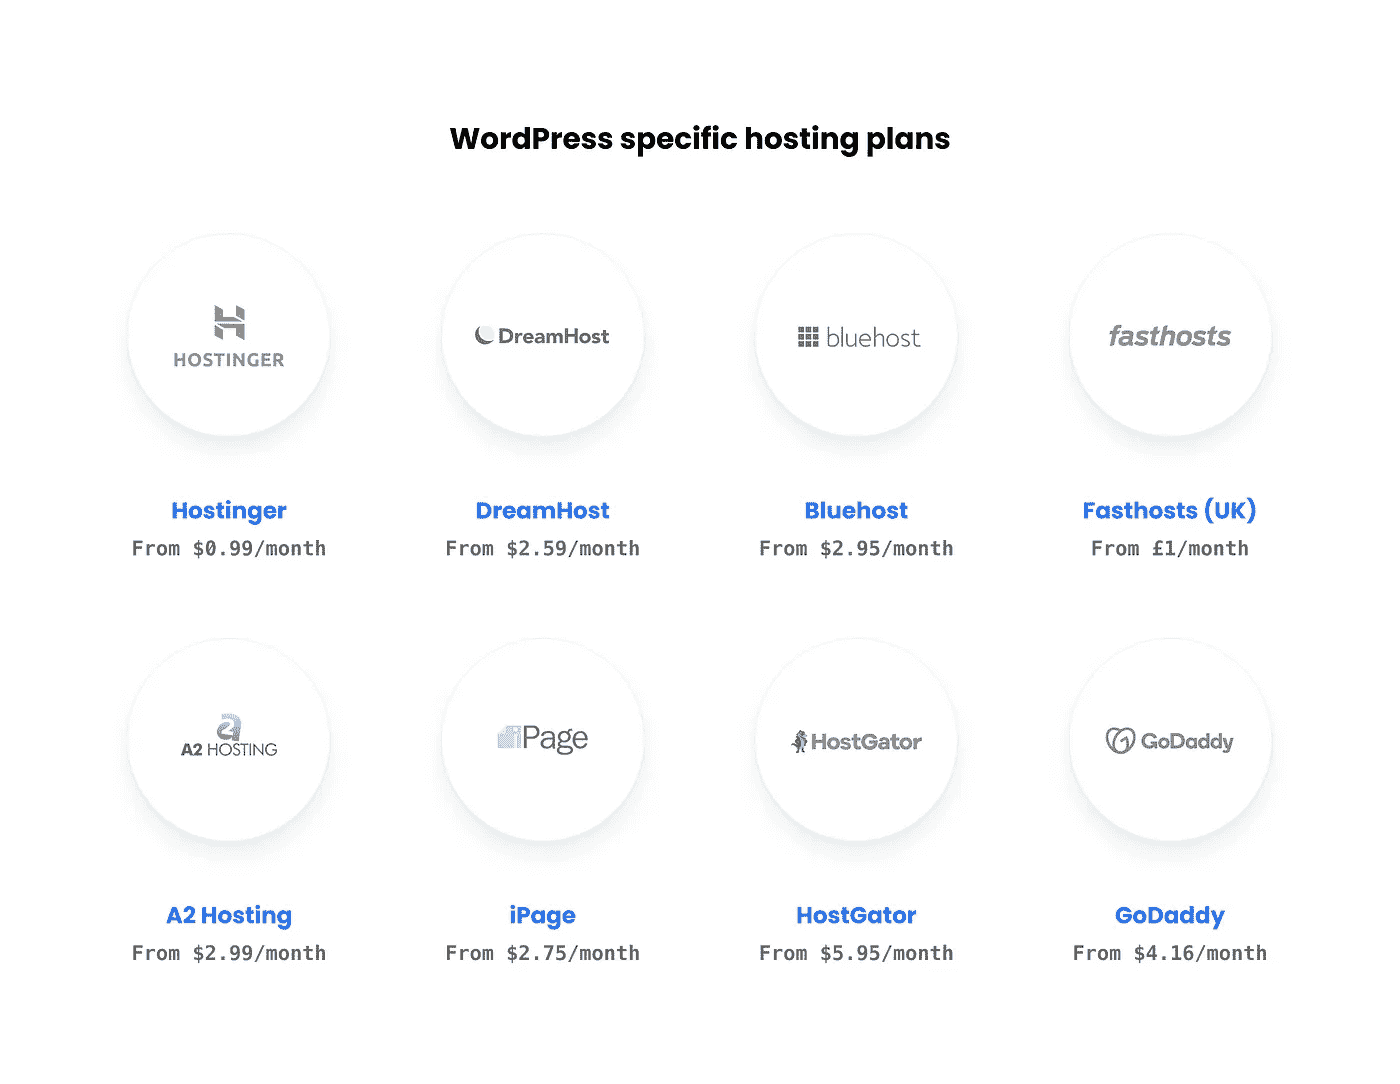 WordPress specific hosting plans
HOSTINGER
DreamHost
bluehost
fasthosts
Hostinger
DreamHost
Bluehost
Fasthosts (UK)
From $0.99/month
From $2.59/month
From $2.95/month
From £1/month
A2 HOSTING
iPage
HostGator
GoDaddy
A2 Hosting
iPage
HostGator
GoDaddy
From $2.99/month
From $2.75/month
From $5.95/month
From $4.16/month